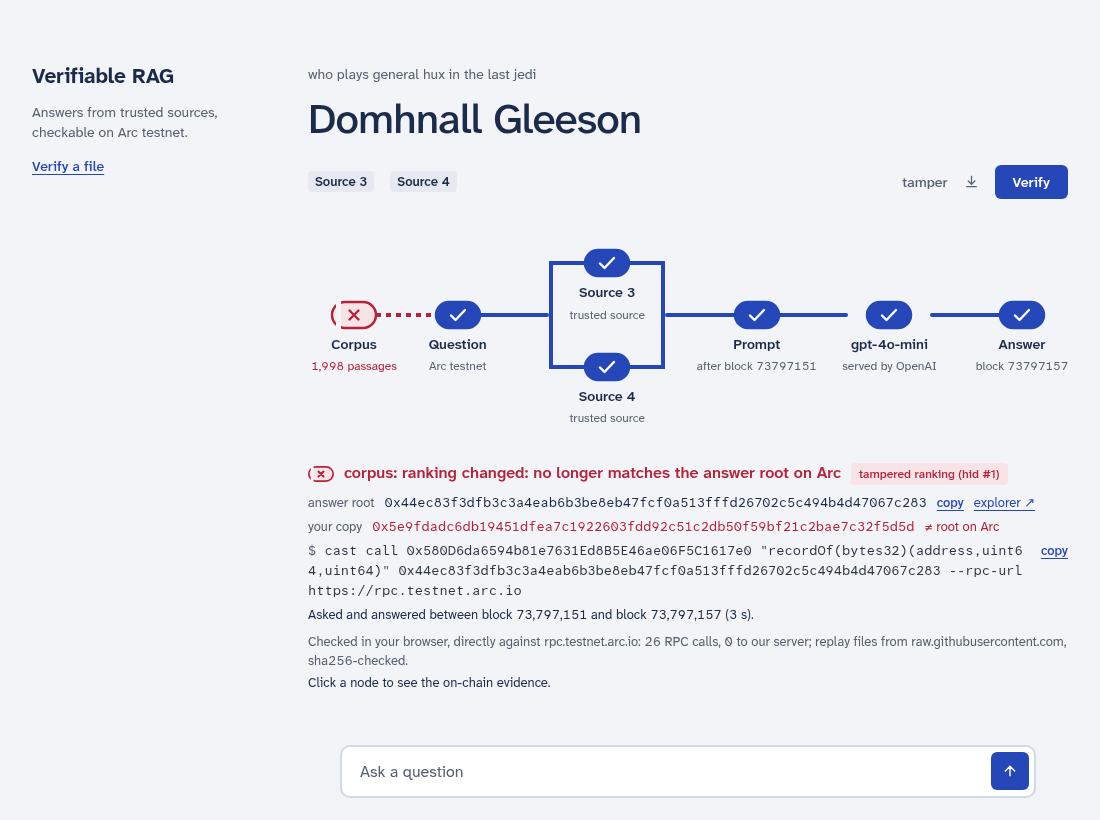 Verifiable RAG
Answers from trusted sources,
checkable on Arc testnet.
Verify a file
who plays general hux in the last jedi
Domhnall Gleeson
Source 3 Source 4
tamper Verify
Source 3
trusted source
Corpus
1,998 passages
Question
Arc testnet
Source 4
trusted source
Prompt
after block 73797151
gpt-4o-mini
served by OpenAI
Answer
block 73797157
corpus: ranking changed: no longer matches the answer root on Arc tampered ranking (hid #1)
answer root 0x44ec83f3dfb3c3a4eab6b3be8eb47fcf0a513fffd26702c5c494b4d47067c283 copy explorer ↗
your copy 0x5e9fdadc6db19451dfea7c1922603fdd92c51c2db50f59bf21c2bae7c32f5d5d ≠ root on Arc
$ cast call 0x580D6da6594b81e7631Ed8B5E46ae06F5C1617e0 "recordOf(bytes32)(address,uint6 copy
4,uint64)" 0x44ec83f3dfb3c3a4eab6b3be8eb47fcf0a513fffd26702c5c494b4d47067c283 --rpc-url
https://rpc.testnet.arc.io
Asked and answered between block 73,797,151 and block 73,797,157 (3 s).
Checked in your browser, directly against rpc.testnet.arc.io: 26 RPC calls, 0 to our server; replay files from raw.githubusercontent.com,
sha256-checked.
Click a node to see the on-chain evidence.
Ask a question